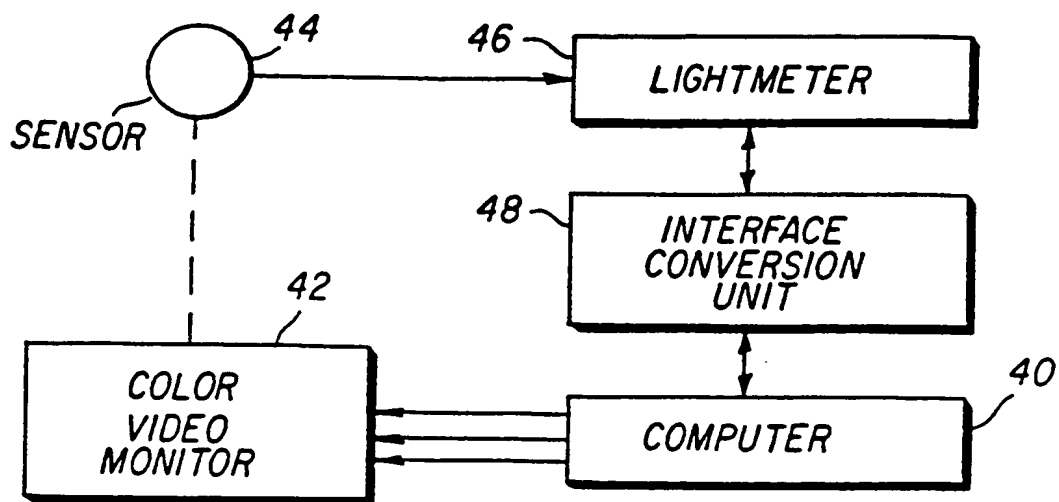 44
SENSOR
46
LIGHTMETER
48
INTERFACE
CONVERSION
UNIT
42
COLOR
VIDEO
MONITOR
40
COMPUTER